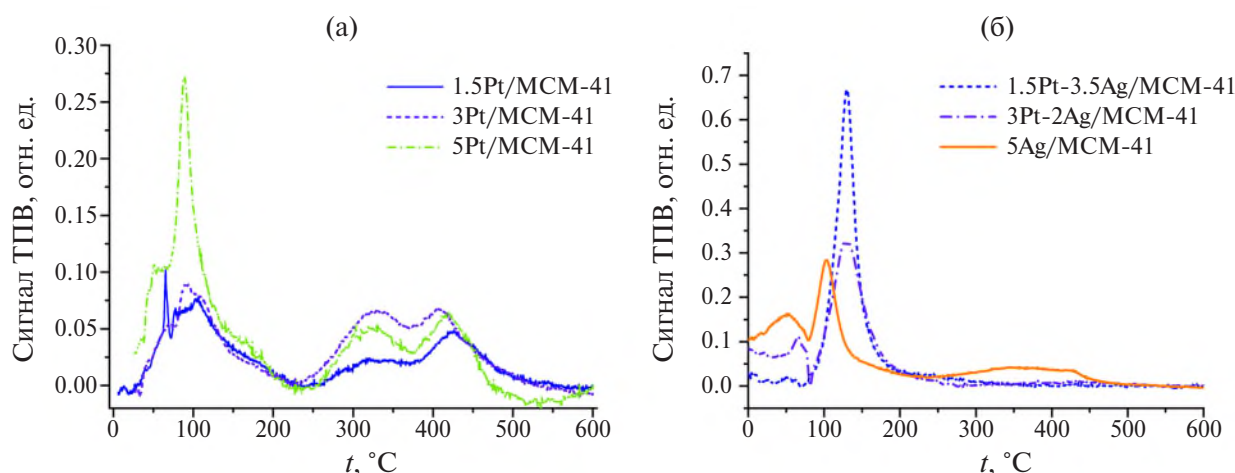 (а)
0.30
0.25
0.20
0.15
0.10
0.05
0.00
Сигнал ТПВ, отн. ед.
1.5Pt/MCM-41
3Pt/MCM-41
5Pt/MCM-41
0 100 200 300 400 500 600
t, °C
(б)
0.7
0.6
0.5
0.4
0.3
0.2
0.1
0.0
Сигнал ТПВ, отн. ед.
1.5Pt-3.5Ag/MCM-41
3Pt-2Ag/MCM-41
5Ag/MCM-41
0 100 200 300 400 500 600
t, °C